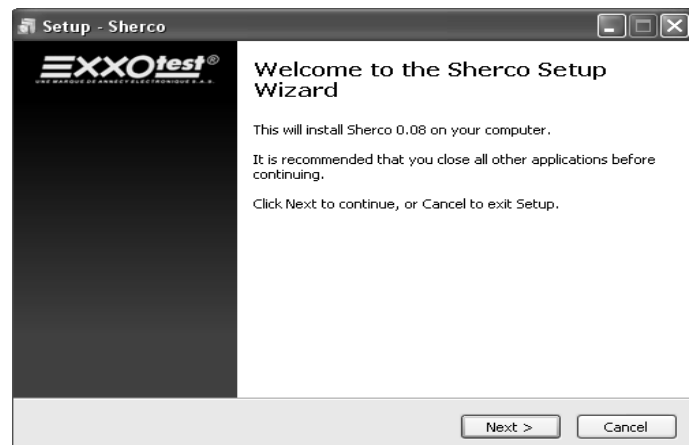 Setup - Sherco
EXXOtest®
UNE MARQUE DE ANNECY ELECTRONIQUE S.A.S.
Welcome to the Sherco Setup
Wizard
This will install Sherco 0.08 on your computer.
It is recommended that you close all other applications before
continuing.
Click Next to continue, or Cancel to exit Setup.
Next >
Cancel